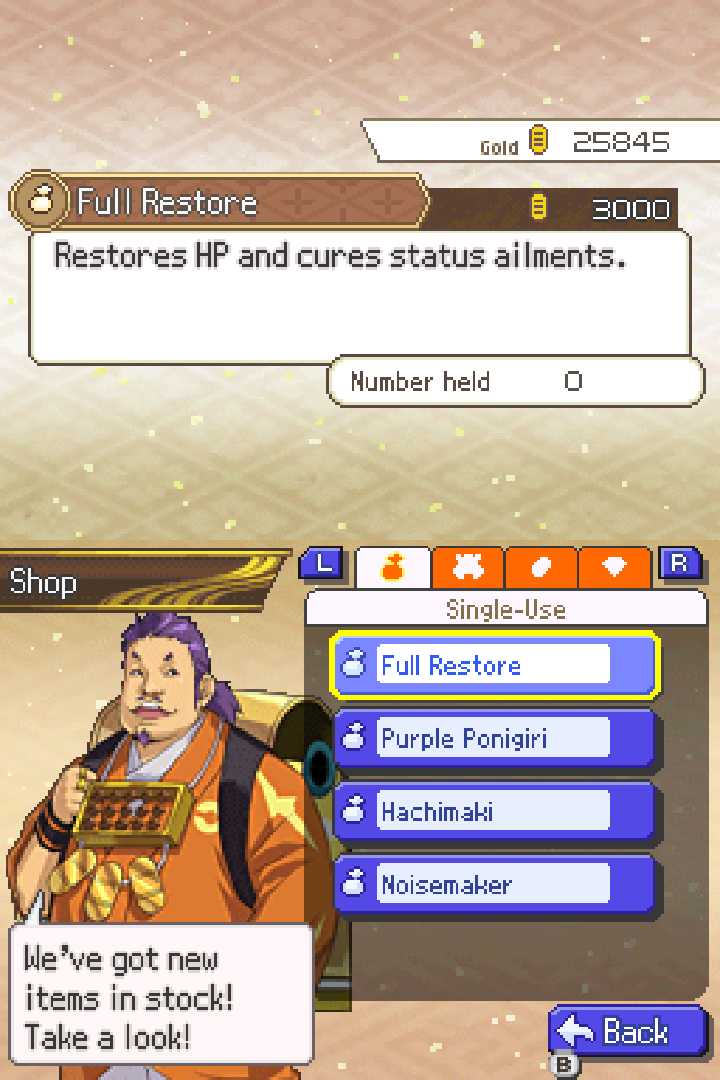 Gold 25845
Full Restore 3000
Restores HP and cures status ailments.
Number held 0
Shop
L R
Single-Use
Full Restore
Purple Ponigiri
Hachimaki
Noisemaker
We've got new
items in stock!
Take a look!
Back
B